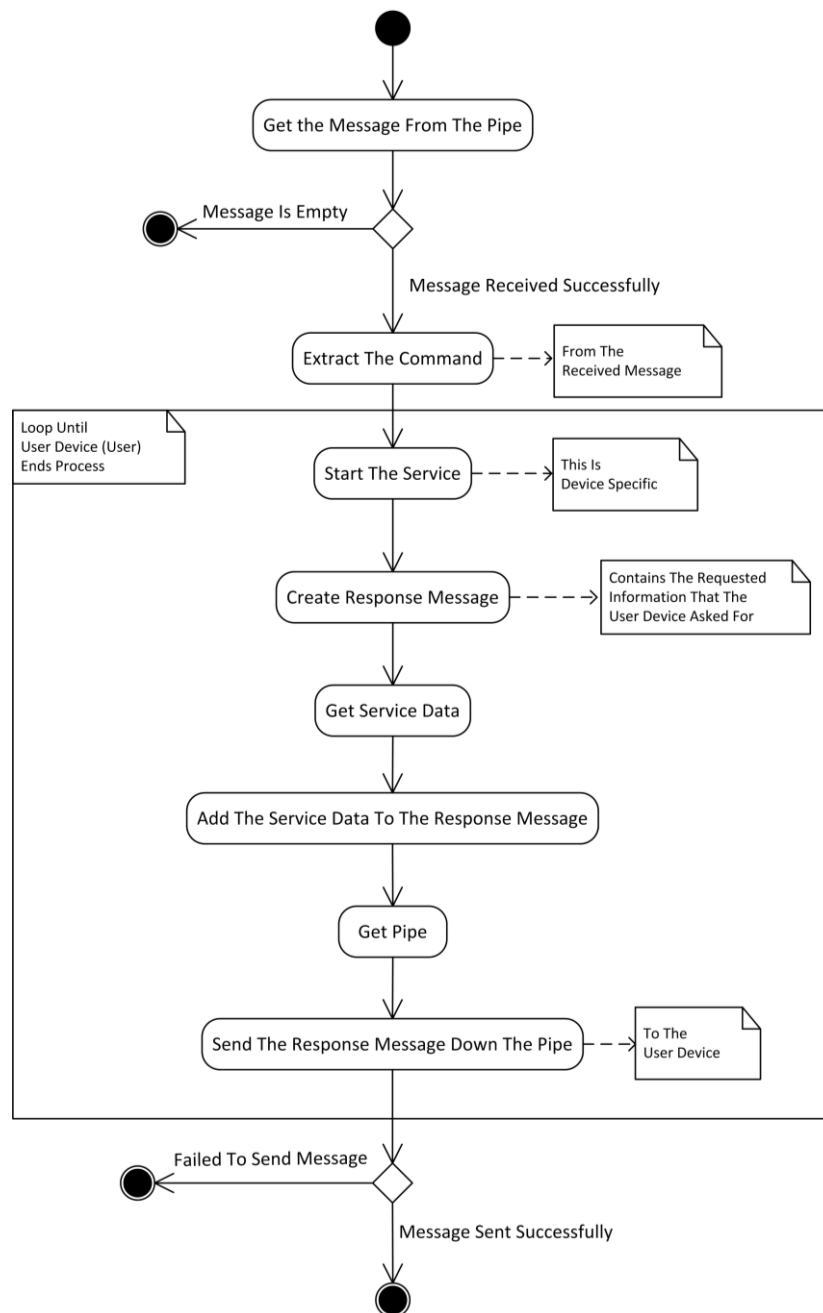 Get the Message From The Pipe
Message Is Empty
Message Received Successfully
Extract The Command
From The
Received Message
Loop Until
User Device (User)
Ends Process
Start The Service
This Is
Device Specific
Create Response Message
Contains The Requested
Information That The
User Device Asked For
Get Service Data
Add The Service Data To The Response Message
Get Pipe
Send The Response Message Down The Pipe
To The
User Device
Failed To Send Message
Message Sent Successfully